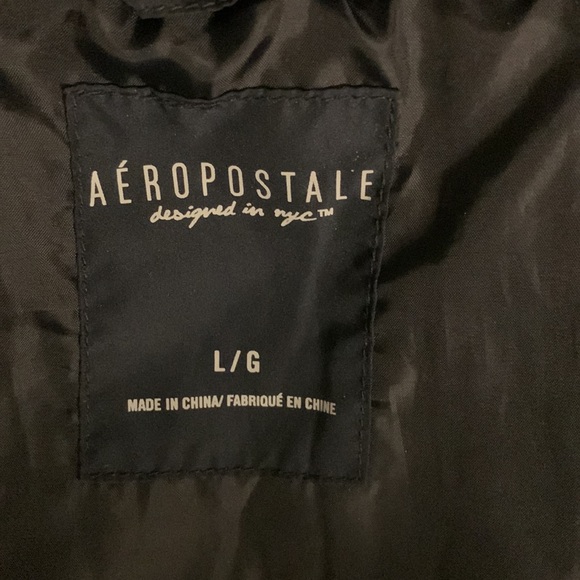 AÉROPOSTALE
designed in nyc™
L/G
MADE IN CHINA/ FABRIQUÉ EN CHINE